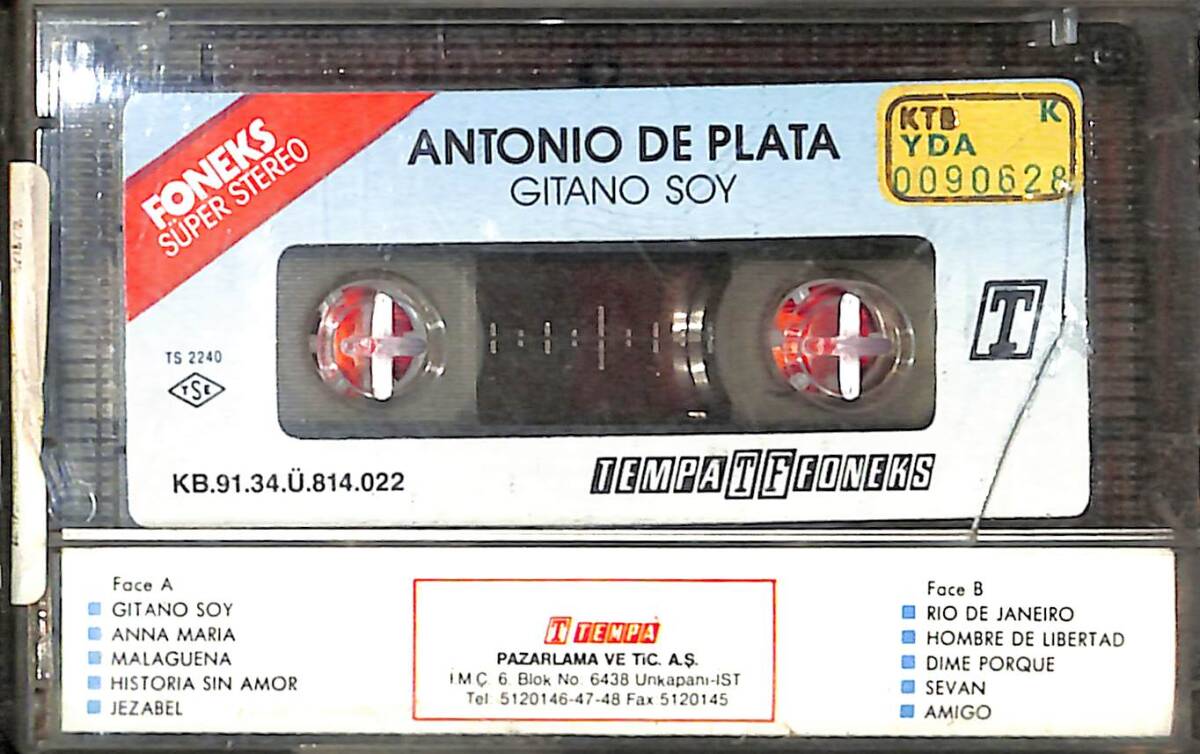 FONEKS
SÜPER STEREO
ANTONIO DE PLATA
GITANO SOY
KTB K
YDA
0090628
T
TS 2240
TSE
KB.91.34.Ü.814.022
TEMPA TF FONEKS
Face A
GITANO SOY
ANNA MARIA
MALAGUENA
HISTORIA SIN AMOR
JEZABEL
T TEMPA
PAZARLAMA VE TİC. A.Ş.
İ.M.Ç. 6. Blok No: 6438 Unkapanı-İST
Tel: 5120146-47-48 Fax 5120145
Face B
RIO DE JANEIRO
HOMBRE DE LIBERTAD
DIME PORQUE
SEVAN
AMIGO